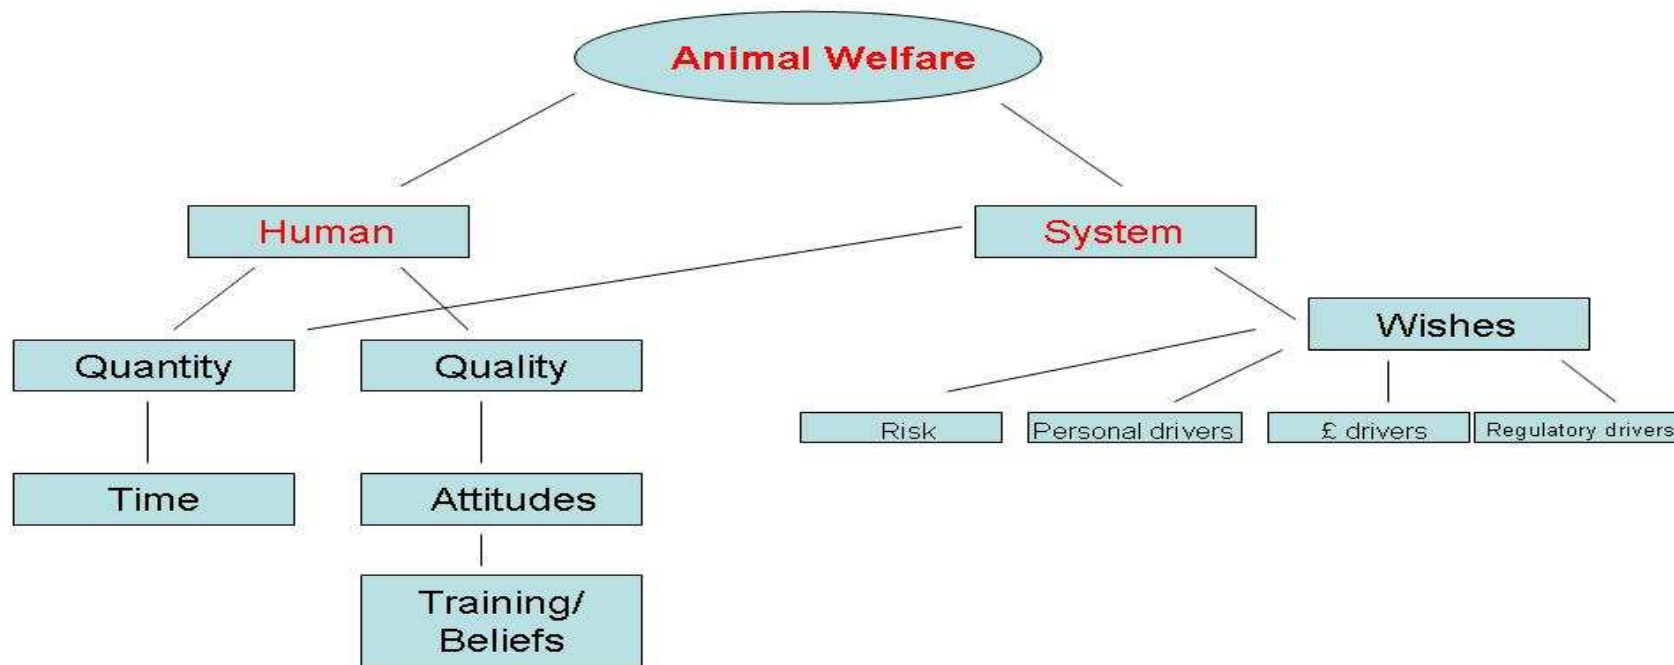 Animal Welfare
Human
System
Wishes
Quantity
Quality
Risk
Personal drivers
£ drivers
Regulatory drivers
Time
Attitudes
Training/
Beliefs